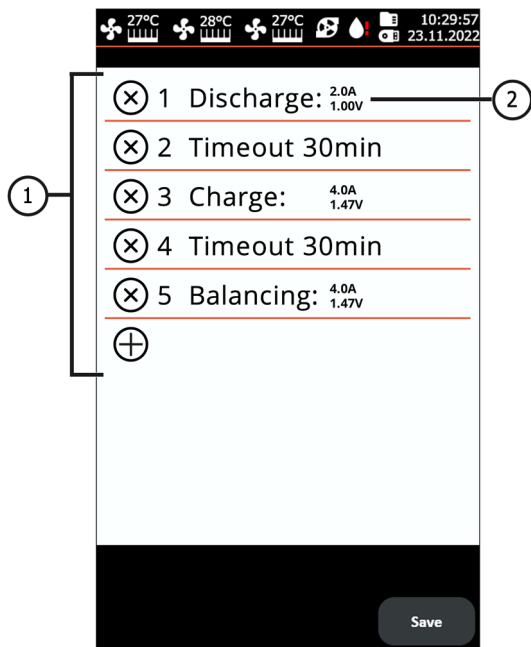 27°C 28°C 27°C 10:29:57
23.11.2022
1 Discharge: 2.0A
1.00V
2
2 Timeout 30min
1
3 Charge: 4.0A
1.47V
4 Timeout 30min
5 Balancing: 4.0A
1.47V
Save